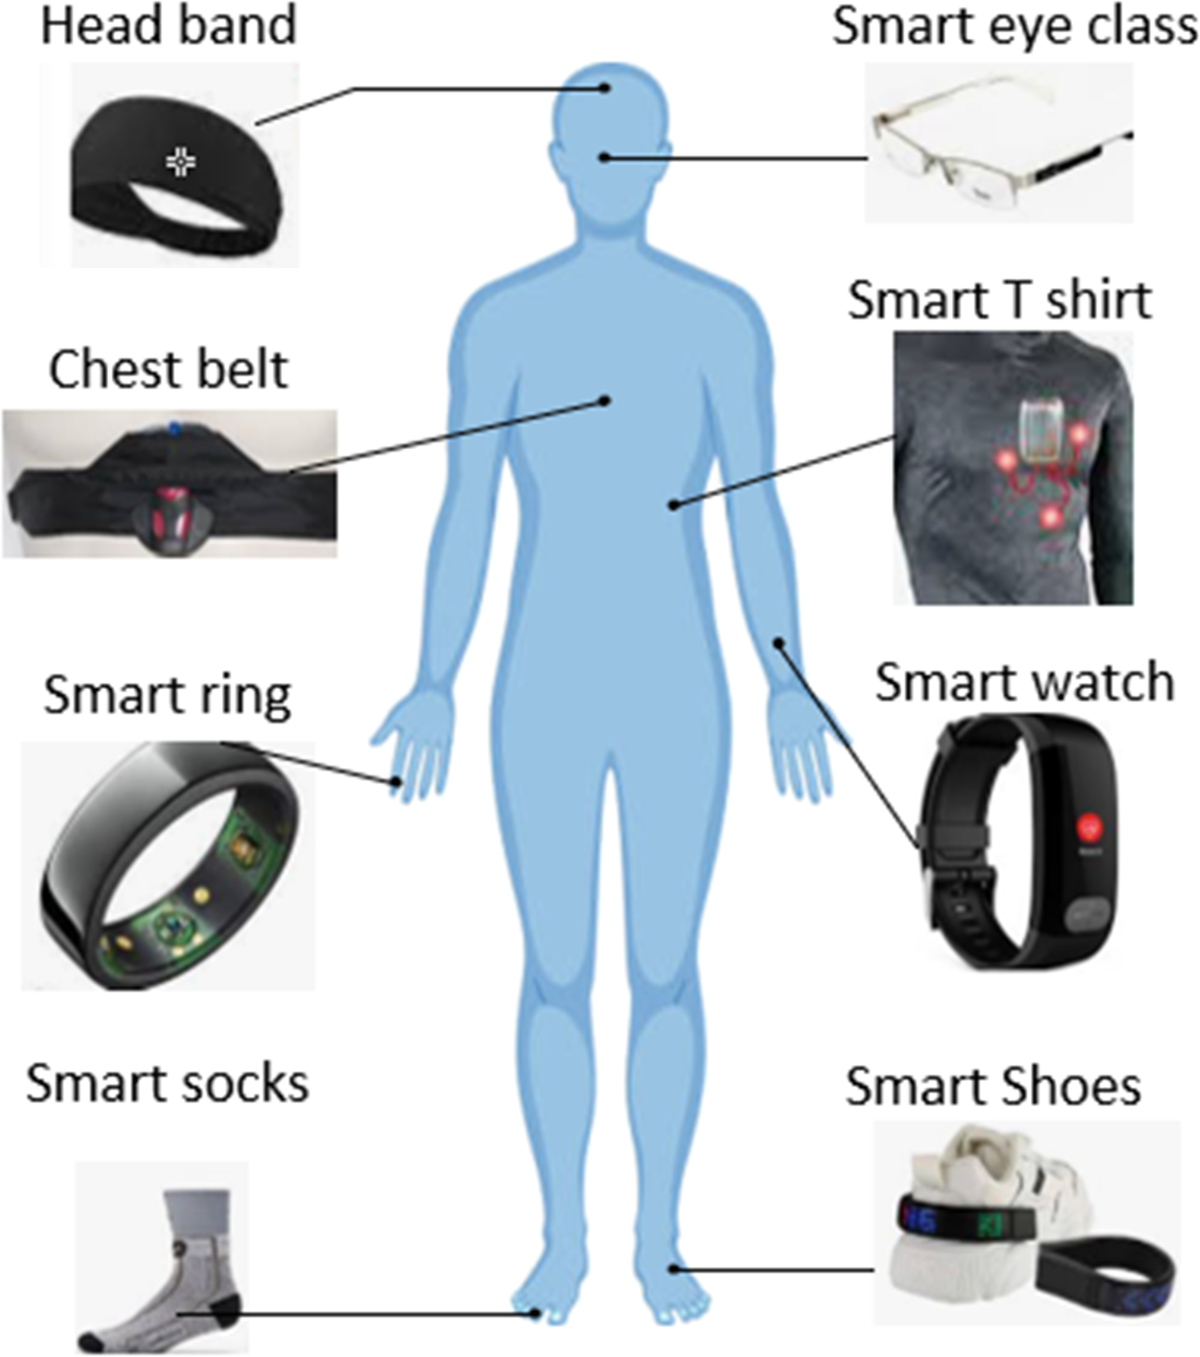 Head band
Smart eye class
Smart T shirt
Chest belt
Smart ring
Smart watch
Smart socks
Smart Shoes